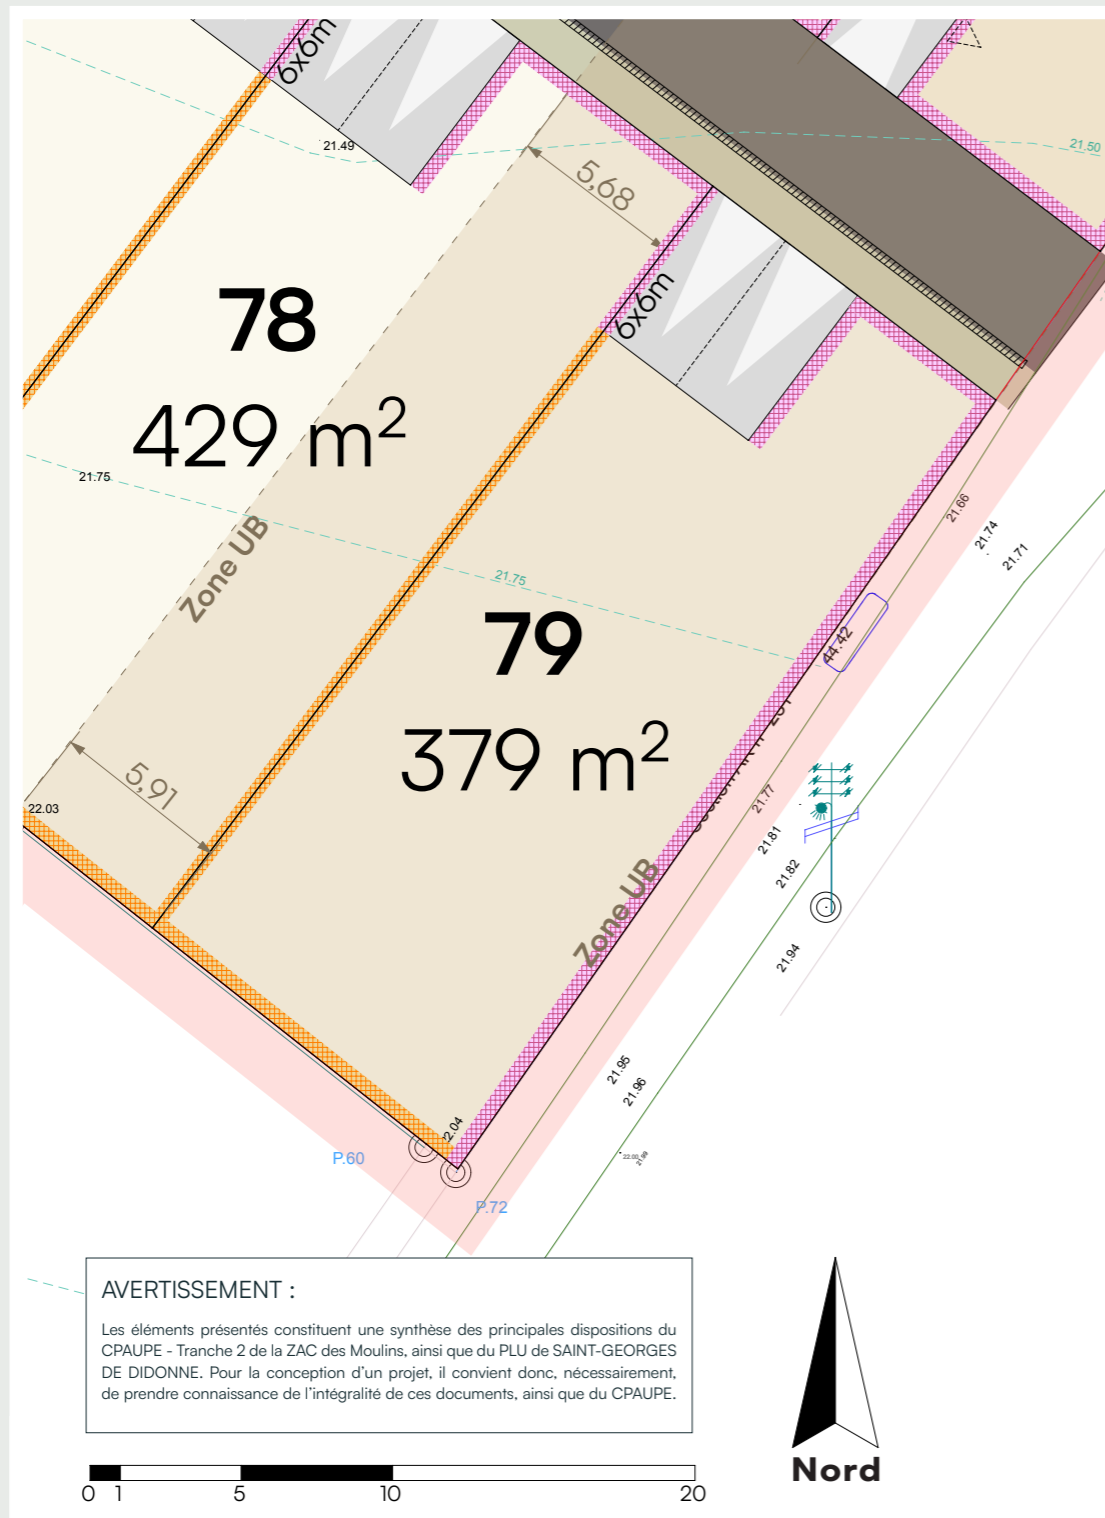 6x6m
21.49
21.50
5,68
6x6m
78
429 m²
21.75
Zone UB
21.75
79
379 m²
21.66
21.74
21.71
44.42
5,91
22.03
21.77
21.81
21.82
Zone UB
21.94
21.95
21.96
22.00
21.99
P.60
P.72
AVERTISSEMENT :
Les éléments présentés constituent une synthèse des principales dispositions du
CPAUPE - Tranche 2 de la ZAC des Moulins, ainsi que du PLU de SAINT-GEORGES
DE DIDONNE. Pour la conception d'un projet, il convient donc, nécessairement,
de prendre connaissance de l'intégralité de ces documents, ainsi que du CPAUPE.
Nord
0 1 5 10 20